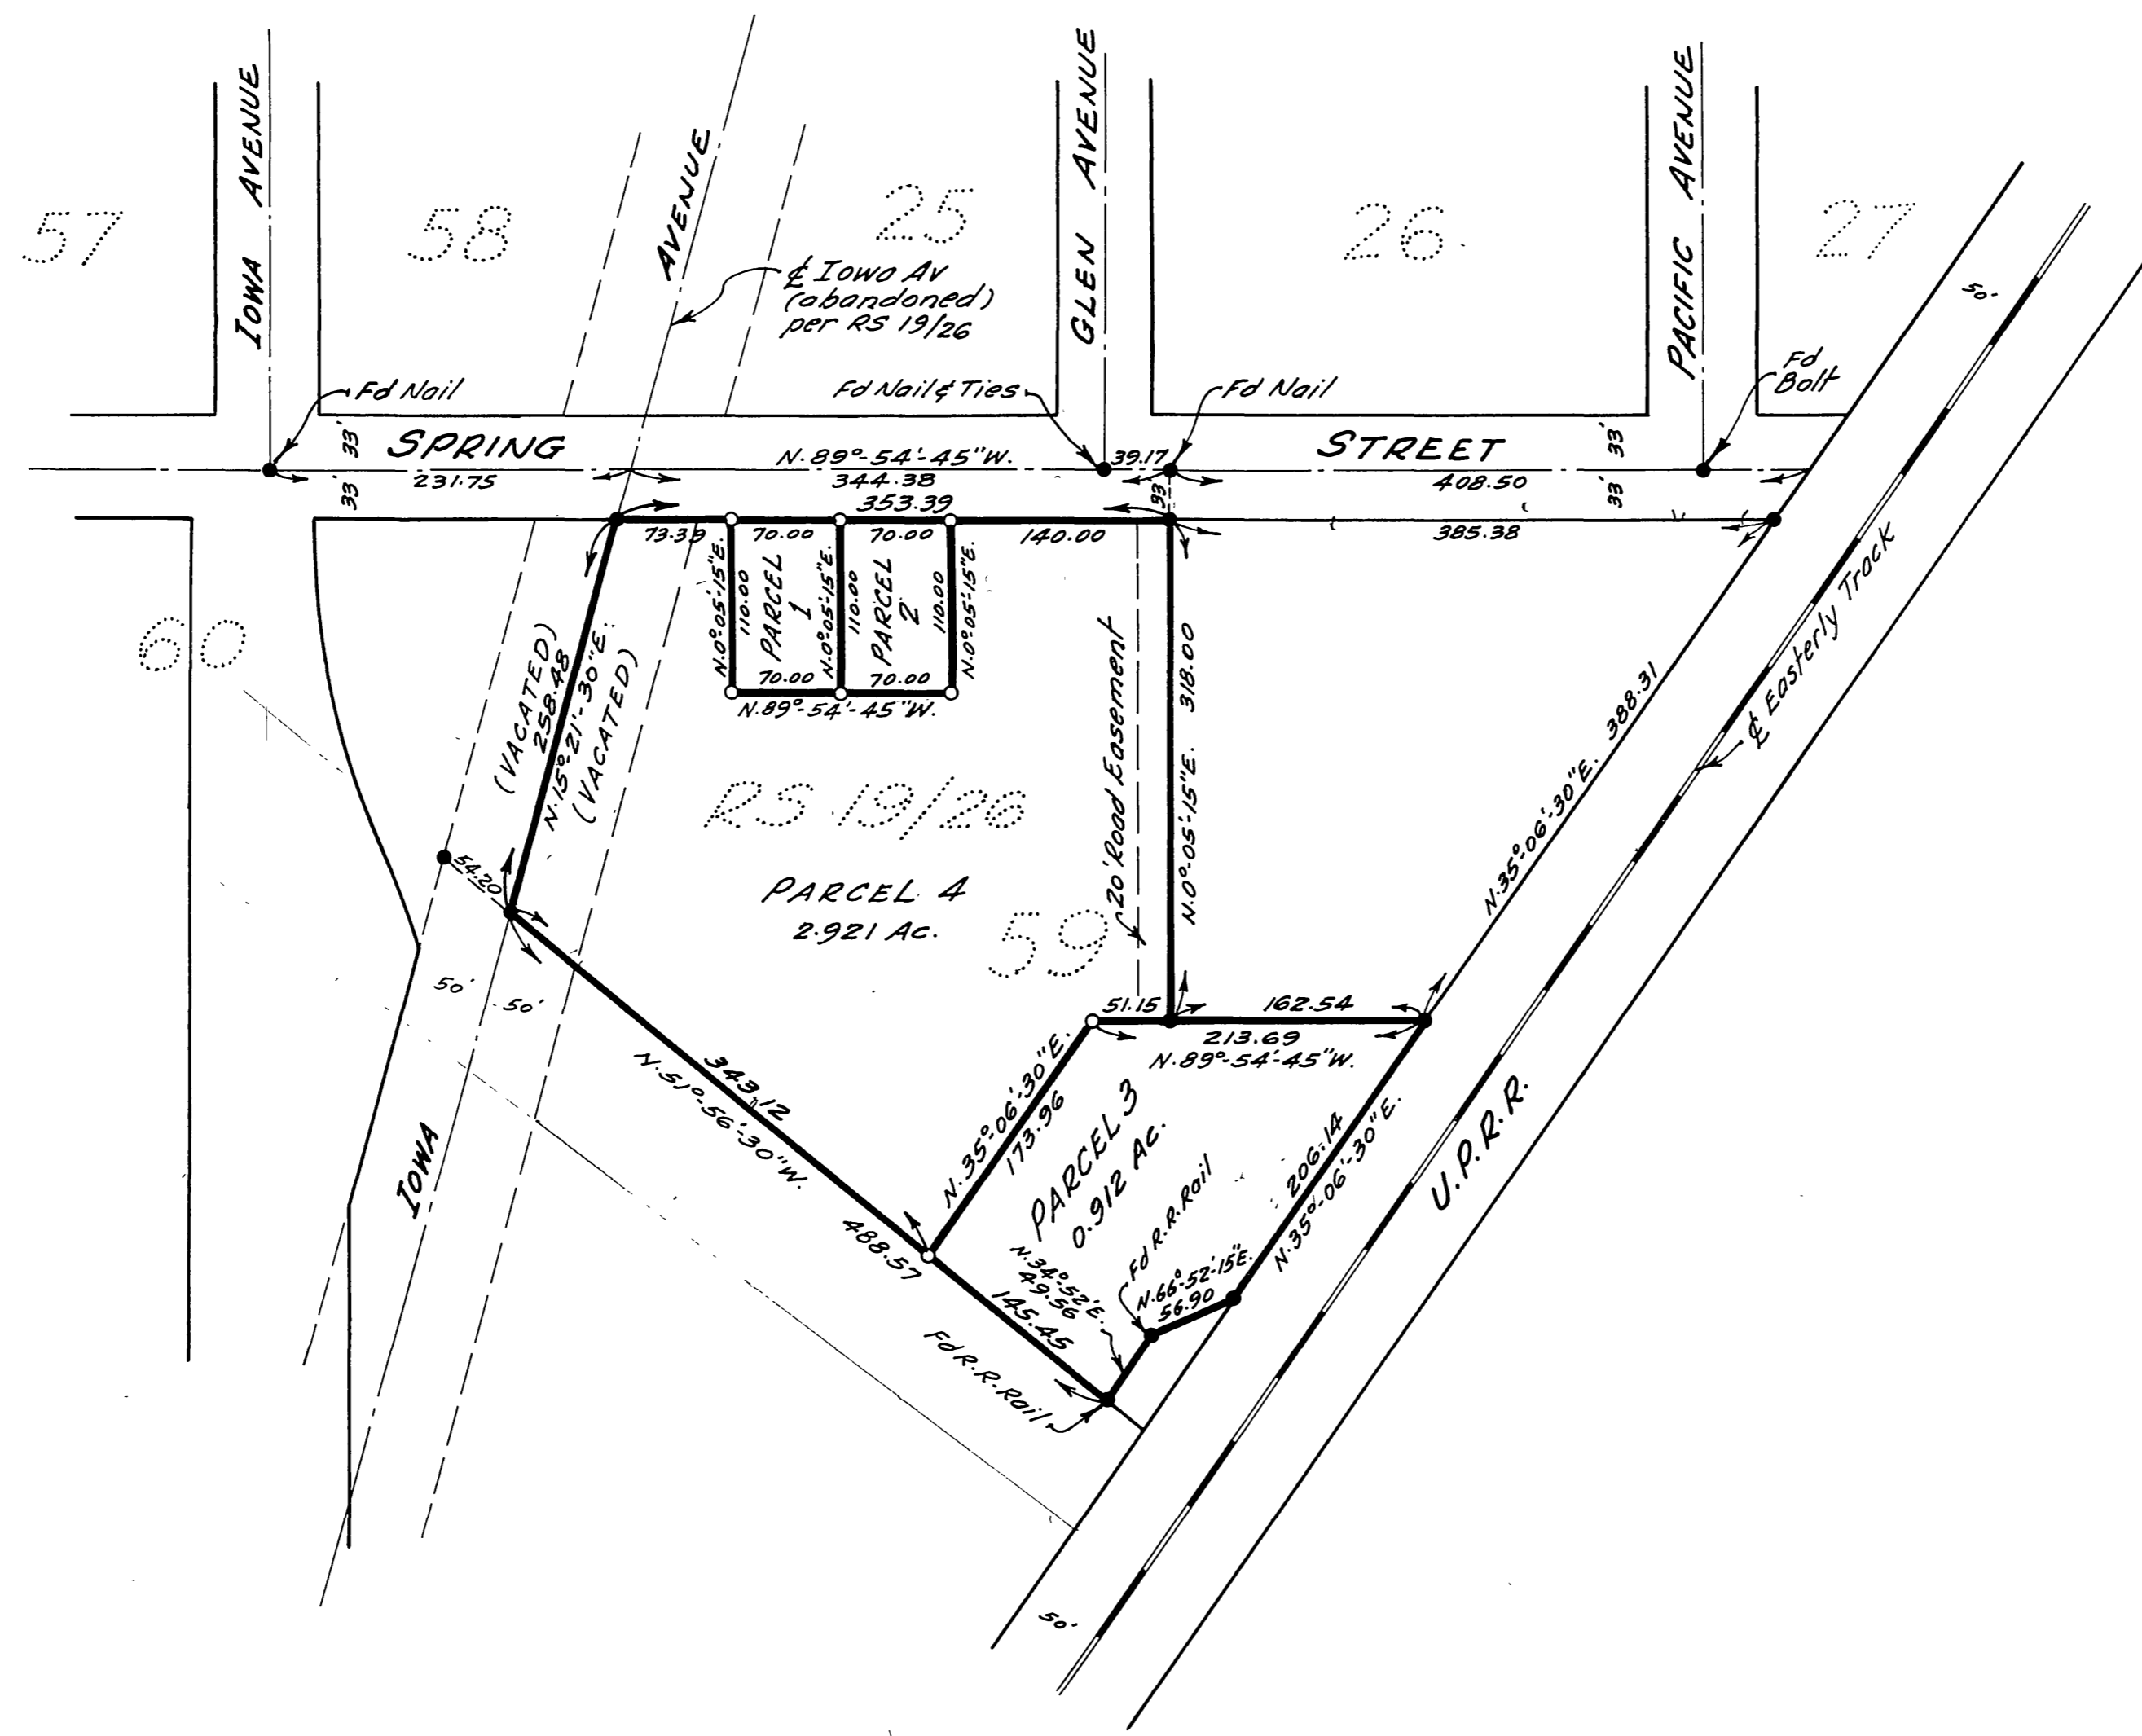 IOWA AVENUE
AVENUE
GLEN AVENUE
PACIFIC AVENUE
57
58
25
26
27
50'
℄ Iowa Av
(abandoned)
per RS 19/26
Fd Nail
Fd Nail & Ties
Fd Nail
Fd
Bolt
33'
33'
SPRING
STREET
33'
33'
N.89°-54'-45"W.
39.17
231.75
344.38
408.50
33'
353.39
73.39
70.00
70.00
140.00
385.38
N.0°-05'-15"E.
110.00
PARCEL
1
N.0°-05'-15"E.
110.00
PARCEL
2
110.00
N.0°-05'-15"E.
70.00
70.00
N.89°-54'-45"W.
60
(VACATED)
258.48
N.15°-21'-30"E.
(VACATED)
20' Road Easement
N.0°-05'-15"E. 318.00
N.35°-06'-30"E. 388.31
℄ Easterly Track
RS 19/26
PARCEL 4
2.921 Ac.
59
54.20
50'
50'
51.15
162.54
213.69
N.89°-54'-45"W.
343.12
N.51°-56'-30"W.
488.57
145.45
N.35°-06'-30"E.
173.96
PARCEL 3
0.912 Ac.
206.14
N.35°-06'-30"E.
Fd R.R. Rail
N.34°-52'E.
49.56
N.66°-52'-15"E.
56.90
Fd R.R. Rail
IOWA
U.P.R.R.
50'